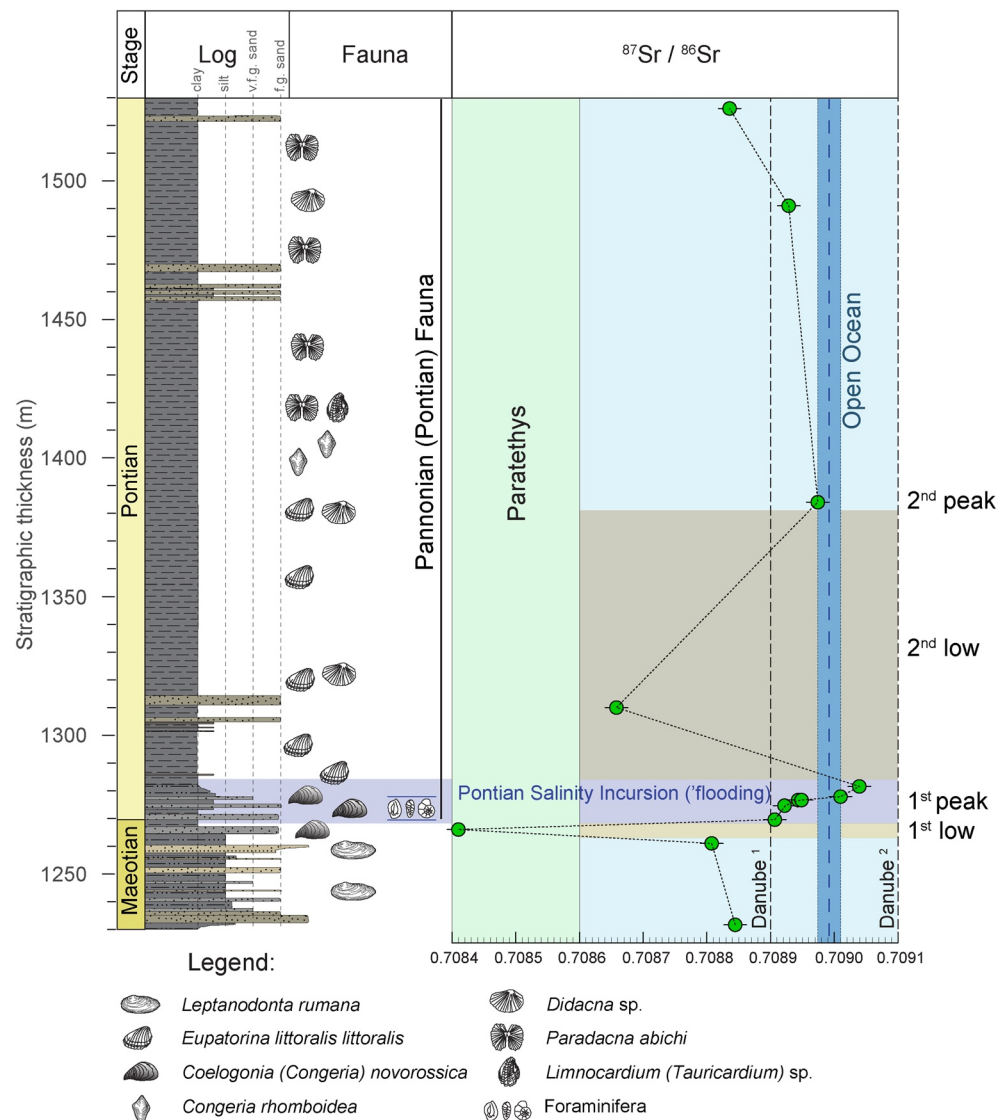 Stage
Log
clay
silt
v.f.g. sand
f.g. sand
Fauna
⁸⁷Sr / ⁸⁶Sr
Stratigraphic thickness (m)
1500
1450
1400
1350
1300
1250
Pontian
Maeotian
Pannonian (Pontian) Fauna
Paratethys
Open Ocean
2nd peak
2nd low
Pontian Salinity Incursion ('flooding)
1st peak
1st low
Danube 1
Danube 2
0.7084 0.7085 0.7086 0.7087 0.7088 0.7089 0.7090 0.7091
Legend:
Leptanodonta rumana
Eupatorina littoralis littoralis
Coelogonia (Congeria) novorossica
Congeria rhomboidea
Didacna sp.
Paradacna abichi
Limnocardium (Tauricardium) sp.
Foraminifera